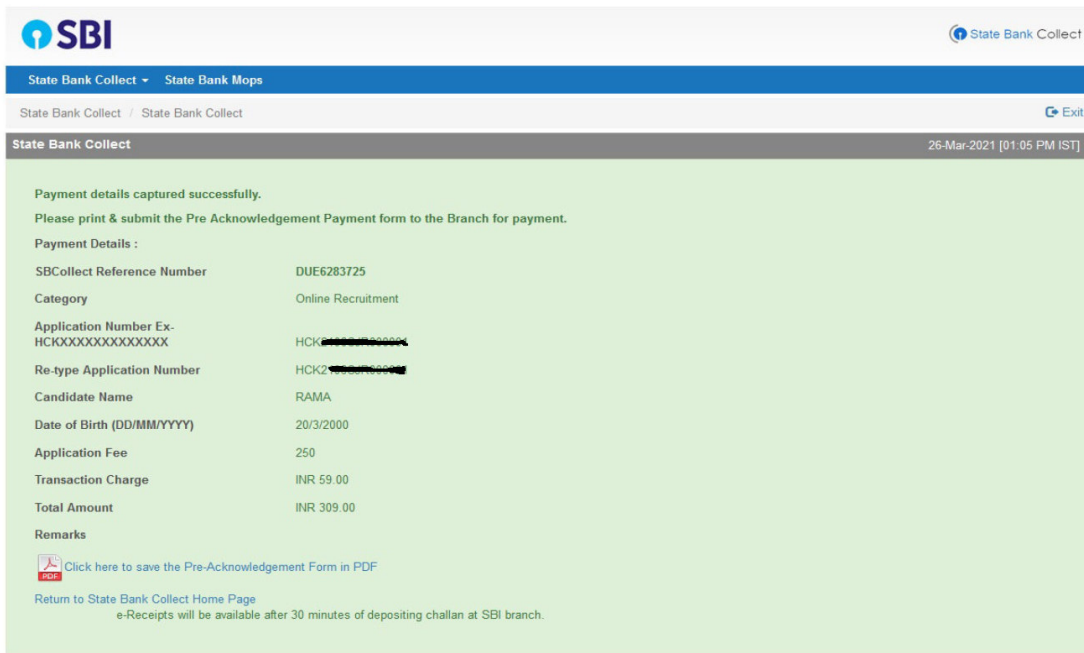 SBI
State Bank Collect
State Bank Collect State Bank Mops
State Bank Collect / State Bank Collect Exit
State Bank Collect 26-Mar-2021 [01:05 PM IST]
Payment details captured successfully.
Please print & submit the Pre Acknowledgement Payment form to the Branch for payment.
Payment Details :
SBCollect Reference Number DUE6283725
Category Online Recruitment
Application Number Ex-
HCKXXXXXXXXXXXXX HCK
Re-type Application Number HCK2
Candidate Name RAMA
Date of Birth (DD/MM/YYYY) 20/3/2000
Application Fee 250
Transaction Charge INR 59.00
Total Amount INR 309.00
Remarks
PDF Click here to save the Pre-Acknowledgement Form in PDF
Return to State Bank Collect Home Page
e-Receipts will be available after 30 minutes of depositing challan at SBI branch.